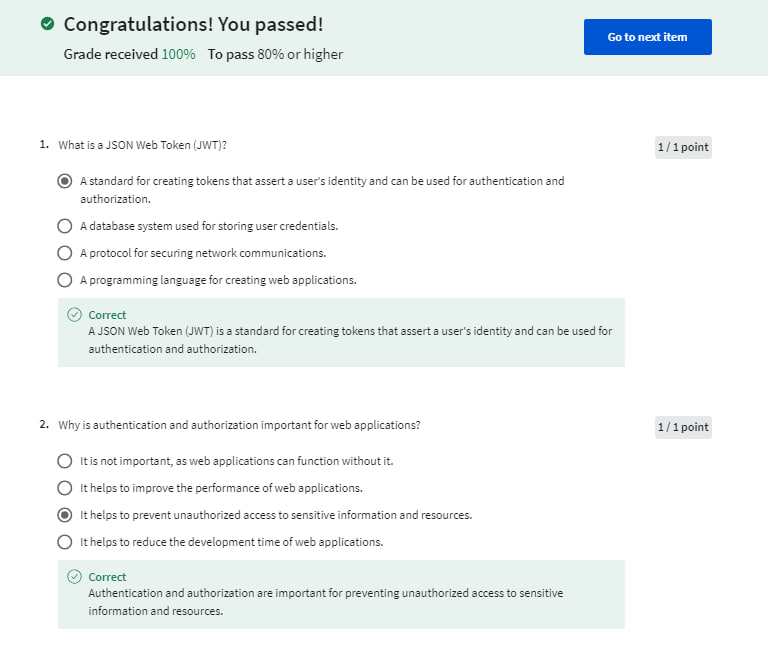 Congratulations! You passed!
Grade received 100% To pass 80% or higher
Go to next item
1. What is a JSON Web Token (JWT)?
1 / 1 point
A standard for creating tokens that assert a user's identity and can be used for authentication and
authorization.
A database system used for storing user credentials.
A protocol for securing network communications.
A programming language for creating web applications.
Correct
A JSON Web Token (JWT) is a standard for creating tokens that assert a user's identity and can be used for
authentication and authorization.
2. Why is authentication and authorization important for web applications?
1 / 1 point
It is not important, as web applications can function without it.
It helps to improve the performance of web applications.
It helps to prevent unauthorized access to sensitive information and resources.
It helps to reduce the development time of web applications.
Correct
Authentication and authorization are important for preventing unauthorized access to sensitive
information and resources.